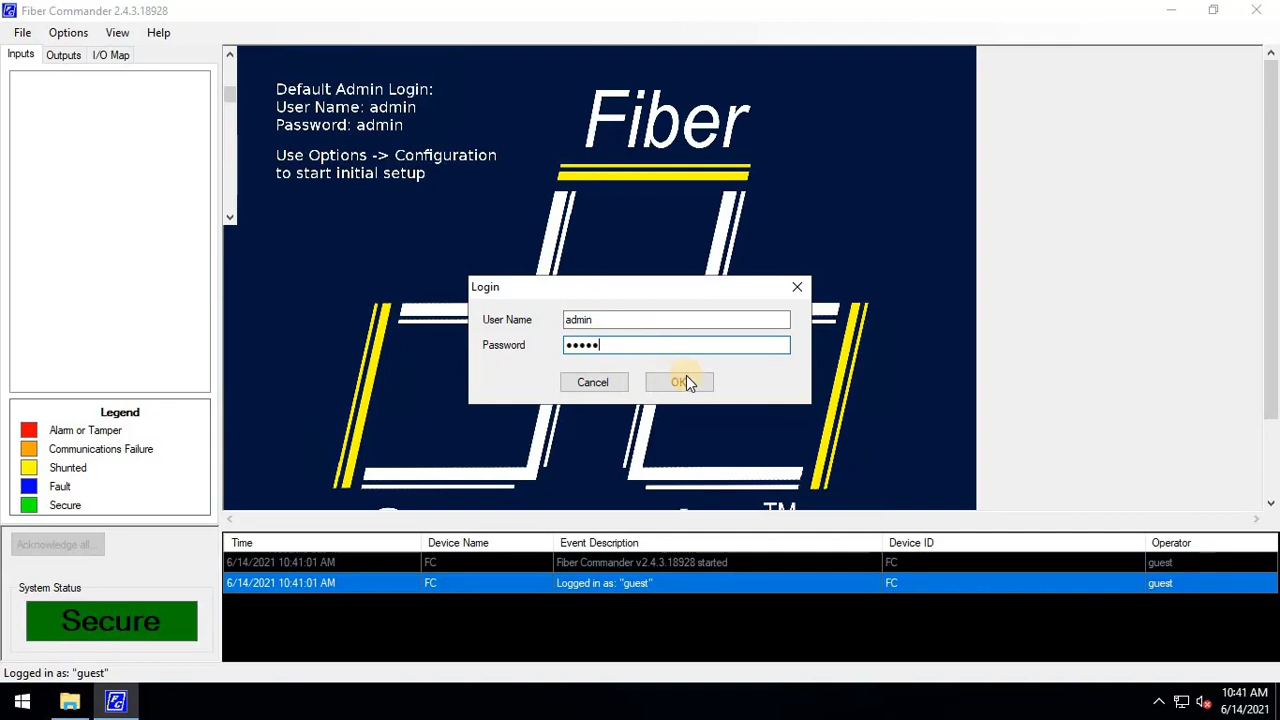 Fiber Commander 2.4.3.18928
File Options View Help
Inputs Outputs I/O Map
Default Admin Login:
User Name: admin
Password: admin
Use Options -> Configuration
to start initial setup
Fiber
Login
User Name admin
Password •••••
Cancel OK
TM
Legend
Alarm or Tamper
Communications Failure
Shunted
Fault
Secure
Acknowledge all...
System Status
Secure
Time Device Name Event Description Device ID Operator
6/14/2021 10:41:01 AM FC Fiber Commander v2.4.3.18928 started FC guest
6/14/2021 10:41:01 AM FC Logged in as: "guest" FC guest
Logged in as: "guest"
10:41 AM
6/14/2021